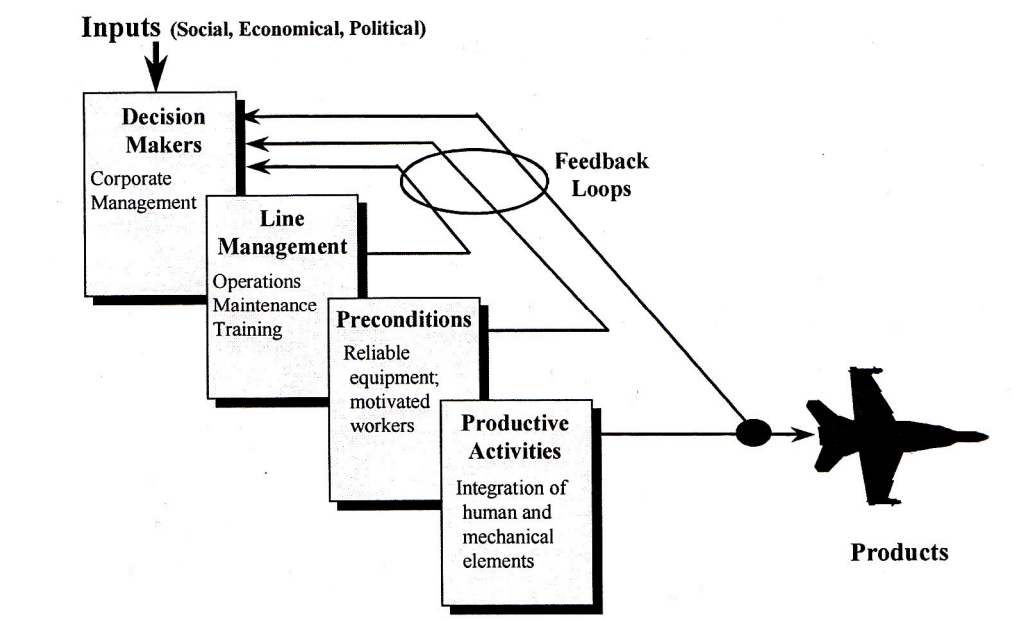 Inputs (Social, Economical, Political)
Decision
Makers
Corporate
Management
Feedback
Loops
Line
Management
Operations
Maintenance
Training
Preconditions
Reliable
equipment;
motivated
workers
Productive
Activities
Integration of
human and
mechanical
elements
Products